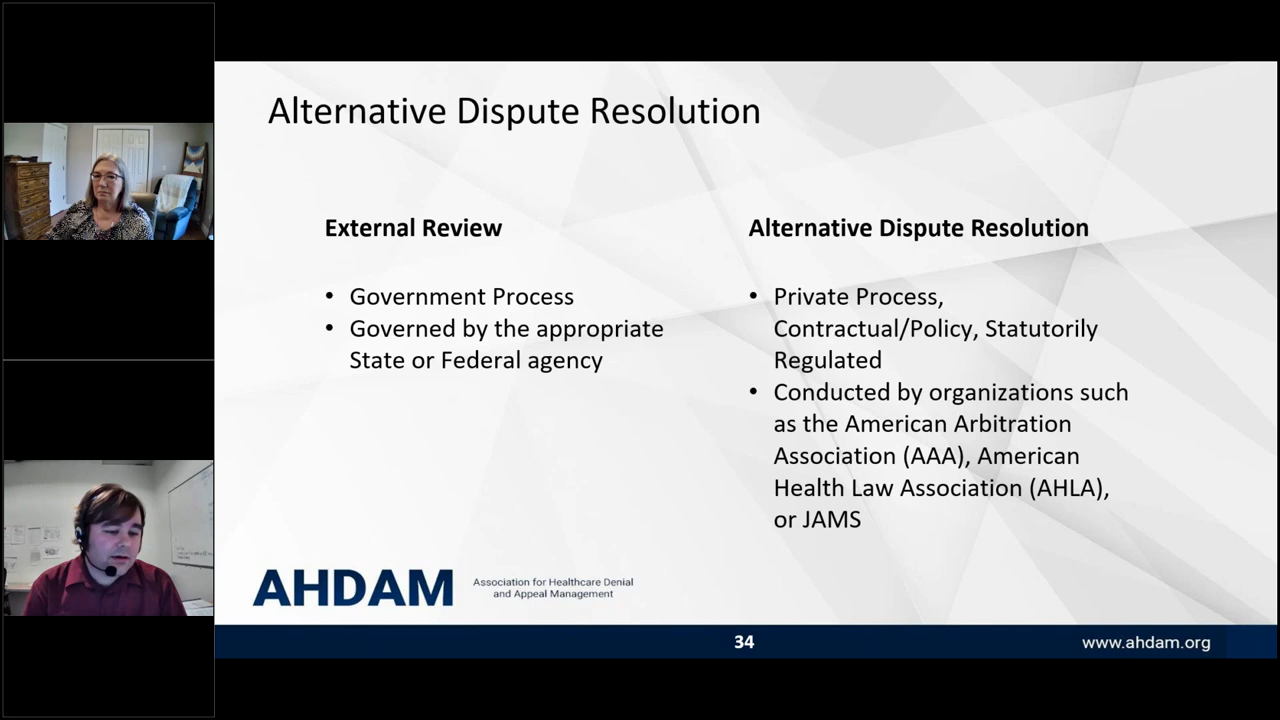 Alternative Dispute Resolution
External Review
• Government Process
• Governed by the appropriate
State or Federal agency
Alternative Dispute Resolution
• Private Process,
Contractual/Policy, Statutorily
Regulated
• Conducted by organizations such
as the American Arbitration
Association (AAA), American
Health Law Association (AHLA),
or JAMS
AHDAM
Association for Healthcare Denial
and Appeal Management
34
www.ahdam.org